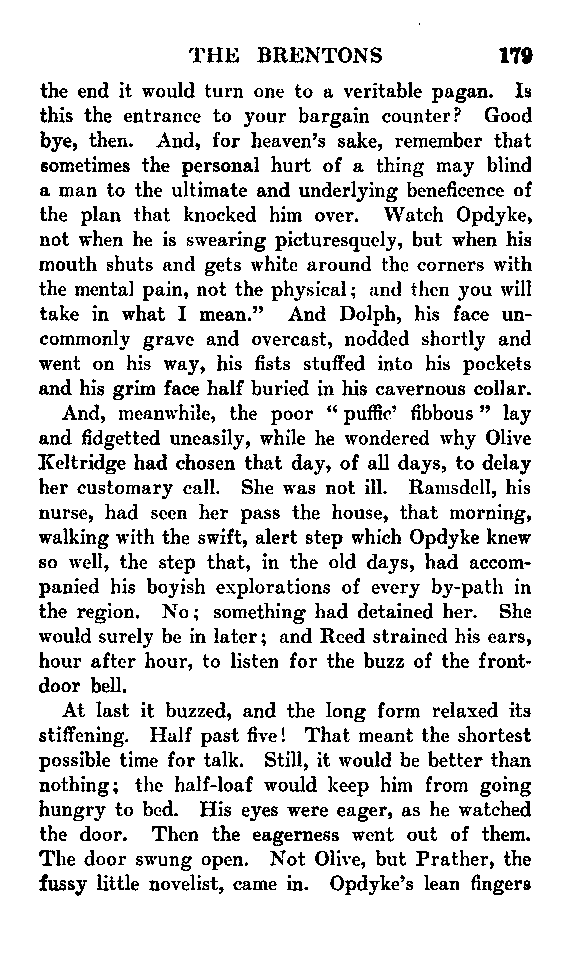 THE BRENTONS 179
the end it would turn one to a veritable pagan. Is
this the entrance to your bargain counter? Good
bye, then. And, for heaven's sake, remember that
sometimes the personal hurt of a thing may blind
a man to the ultimate and underlying beneficence of
the plan that knocked him over. Watch Opdyke,
not when he is swearing picturesquely, but when his
mouth shuts and gets white around the corners with
the mental pain, not the physical; and then you will
take in what I mean." And Dolph, his face un-
commonly grave and overcast, nodded shortly and
went on his way, his fists stuffed into his pockets
and his grim face half buried in his cavernous collar.
And, meanwhile, the poor "puffic' fibbous" lay
and fidgetted uneasily, while he wondered why Olive
Keltridge had chosen that day, of all days, to delay
her customary call. She was not ill. Ramsdell, his
nurse, had seen her pass the house, that morning,
walking with the swift, alert step which Opdyke knew
so well, the step that, in the old days, had accom-
panied his boyish explorations of every by-path in
the region. No; something had detained her. She
would surely be in later; and Reed strained his ears,
hour after hour, to listen for the buzz of the front-
door bell.
At last it buzzed, and the long form relaxed its
stiffening. Half past five! That meant the shortest
possible time for talk. Still, it would be better than
nothing; the half-loaf would keep him from going
hungry to bed. His eyes were eager, as he watched
the door. Then the eagerness went out of them.
The door swung open. Not Olive, but Prather, the
fussy little novelist, came in. Opdyke's lean fingers